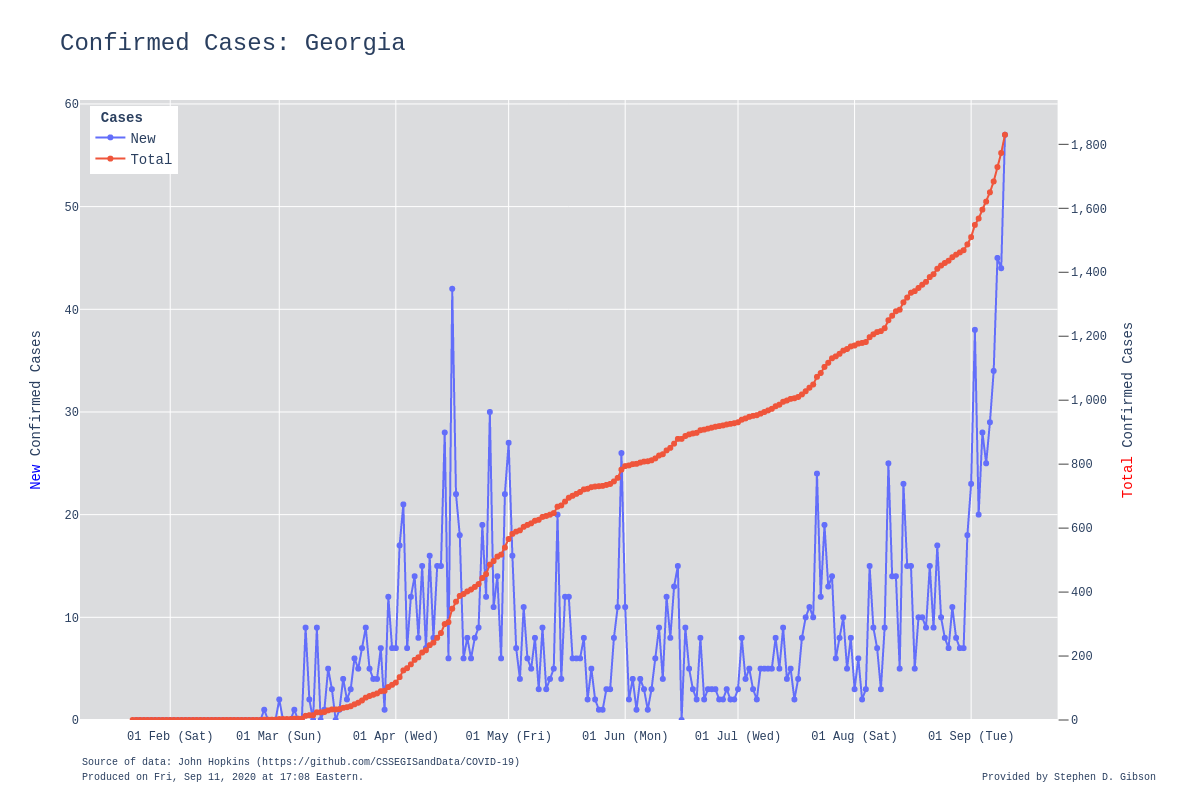 Confirmed Cases: Georgia
Cases
New
Total
60
50
40
30
20
10
0
1,800
1,600
1,400
1,200
1,000
800
600
400
200
0
New Confirmed Cases
Total Confirmed Cases
01 Feb (Sat) 01 Mar (Sun) 01 Apr (Wed) 01 May (Fri) 01 Jun (Mon) 01 Jul (Wed) 01 Aug (Sat) 01 Sep (Tue)
Source of data: John Hopkins (https://github.com/CSSEGISandData/COVID-19)
Produced on Fri, Sep 11, 2020 at 17:08 Eastern.
Provided by Stephen D. Gibson